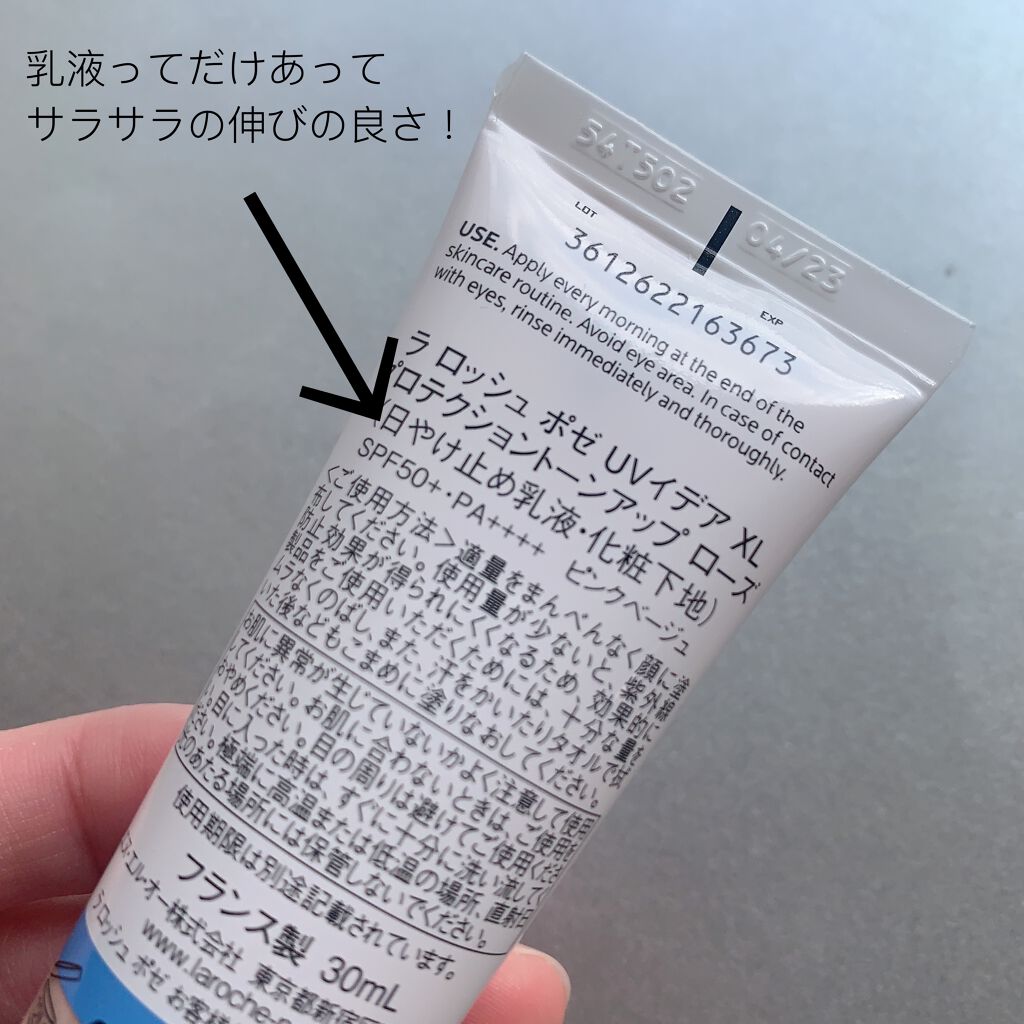 乳液ってだけあって
サラサラの伸びの良さ！
54T502
04/23
LOT
3612622163673
EXP
USE. Apply every morning at the end of the
skincare routine. Avoid eye area. In case of contact
with eyes, rinse immediately and thoroughly.
ラ ロッシュ ポゼ UVイデア XL
プロテクショントーンアップ ローズ
(日やけ止め乳液・化粧下地)
SPF50+・PA++++ ピンクベージュ
＜ご使用方法＞適量をまんべんなく顔に塗
布してください。使用量が少ないと、紫外線
防止効果が得られにくくなるため、効果的に
製品をご使用いただくためには、十分な量を
ムラなくのばし、また、汗をかいたりタオルで拭
いた後などもこまめに塗りなおしてください。
お肌に異常が生じていないかよく注意して使用
してください。お肌に合わないときは、ご使用を
おやめください。目の周りは避けてご使用くださ
い。目に入った時は、すぐに十分に洗い流して
ださい。極端に高温または低温の場所、直射日
のあたる場所には保管しないでください。
使用期限は別途記載されています。
フランス製 30mL
エル・オー株式会社 東京都新宿
www.laroche-
ラ ロッシュ ポゼ お客様